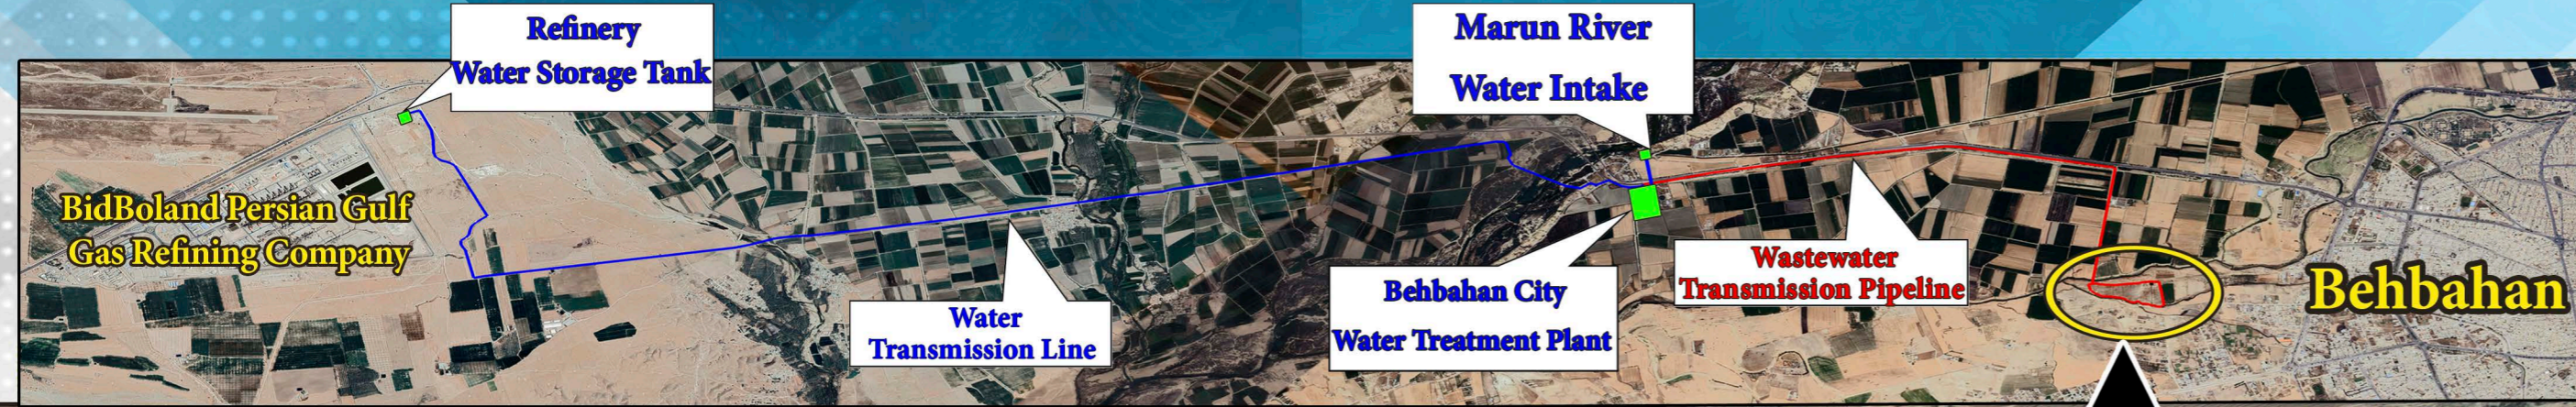 Refinery
Water Storage Tank
Marun River
Water Intake
BidBoland Persian Gulf
Gas Refining Company
Water
Transmission Line
Behbahan City
Water Treatment Plant
Wastewater
Transmission Pipeline
Behbahan